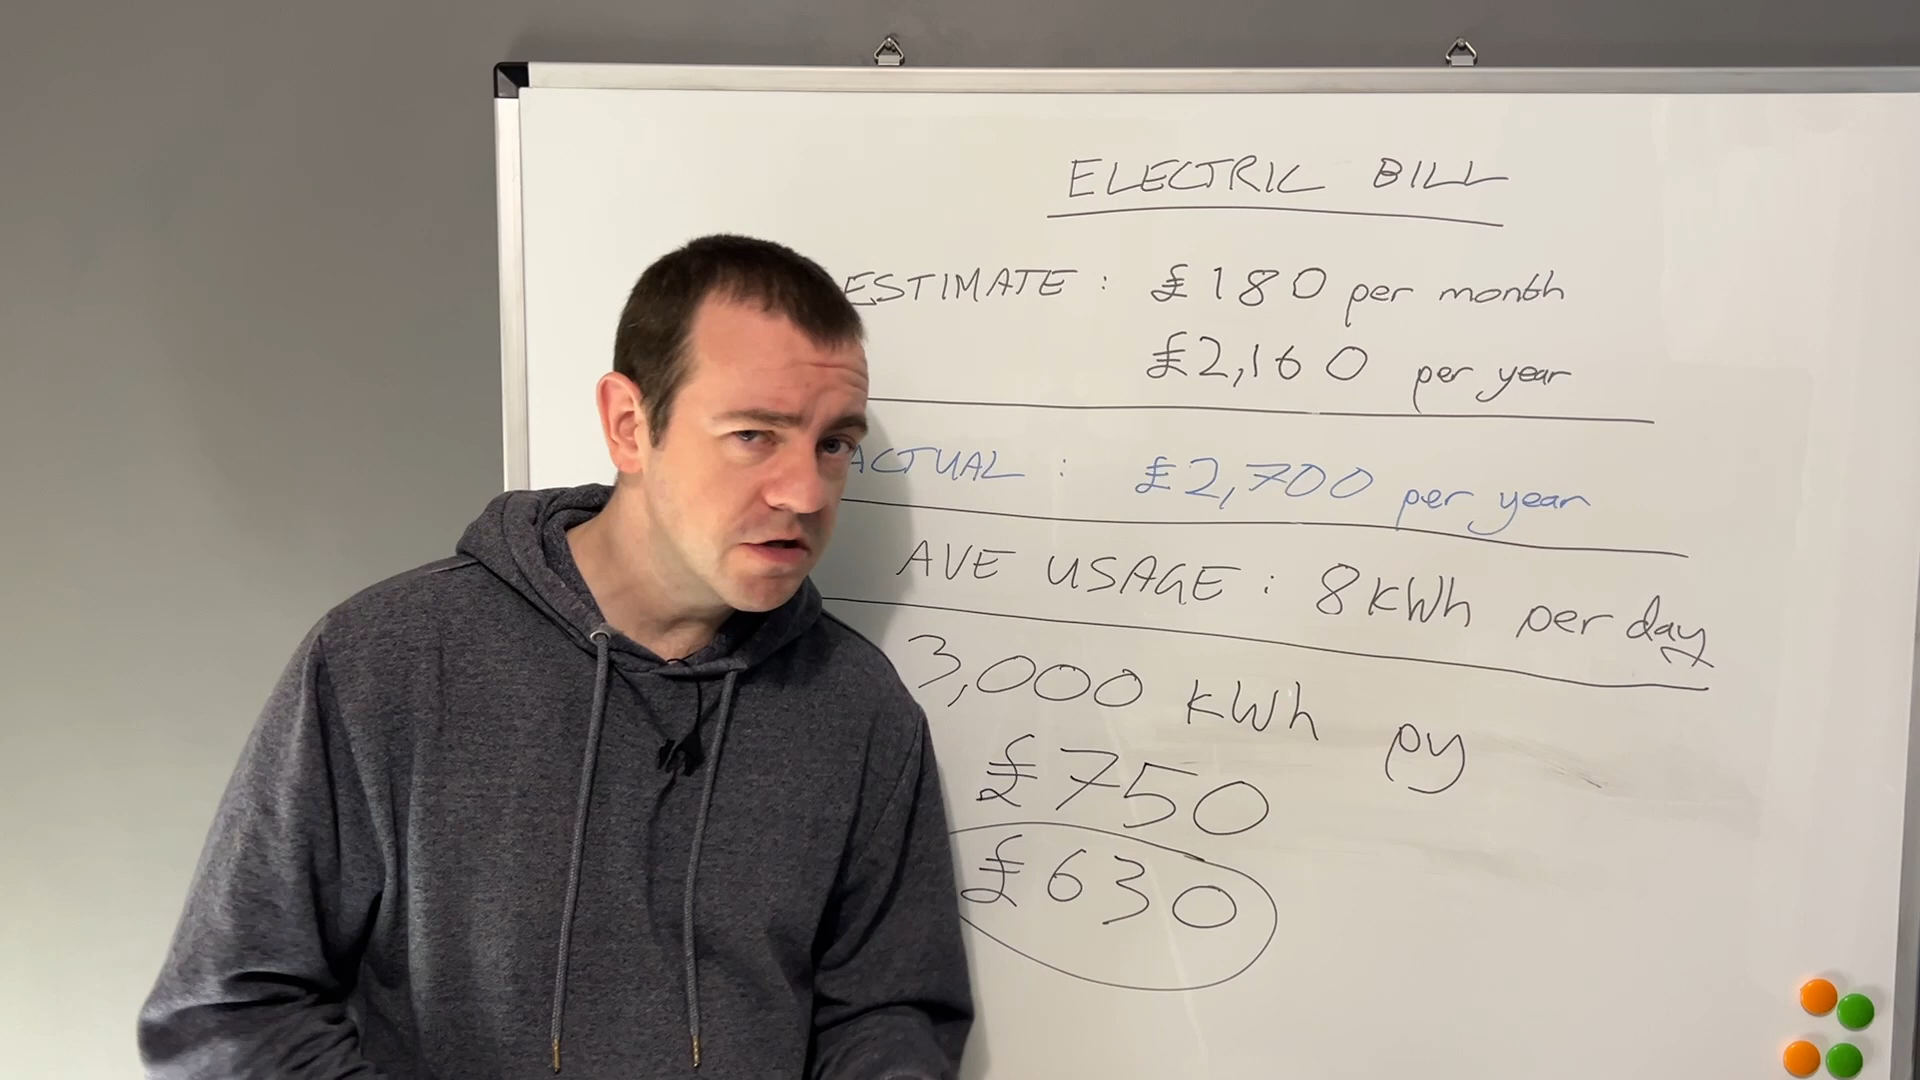 ELECTRIC BILL
ESTIMATE : £180 per month
£2,160 per year
ACTUAL : £2,700 per year
AVE USAGE : 8kWh per day
3,000 kWh py
£750
£630